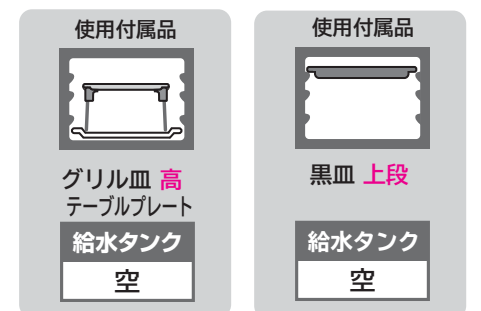 使用付属品
グリル皿 高
テーブルプレート
給水タンク
空
使用付属品
黒皿 上段
給水タンク
空